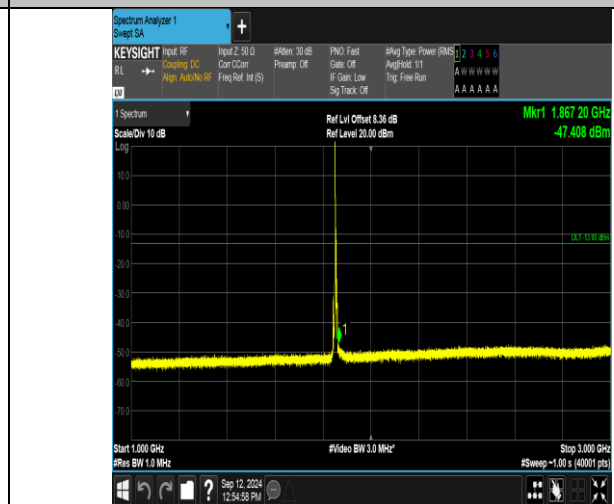 Spectrum Analyzer 1
Swept SA
+
KEYSIGHT Input: RF Input Z: 50 Ω #Atten: 30 dB PNO: Fast #Avg Type: Power (RMS 1 2 3 4 5 6
RL Coupling: DC Corr CCorr Preamp: Off Gate: Off Avg|Hold: 1/1 A W W W W W
Align: Auto/No RF Freq Ref: Int (S) IF Gain: Low Trig: Free Run
Sig Track: Off A A A A A A
LXI
1 Spectrum Ref Lvl Offset 8.36 dB Mkr1 1.867 20 GHz
Scale/Div 10 dB Ref Level 20.00 dBm -47.408 dBm
Log
10.0
0.00
-10.0
DL1 -13.00 dBm
-20.0
-30.0
-40.0
1
-50.0
-60.0
-70.0
Start 1.000 GHz #Video BW 3.0 MHz* Stop 3.000 GHz
#Res BW 1.0 MHz #Sweep ~1.00 s (40001 pts)
? Sep 12, 2024
12:54:58 PM